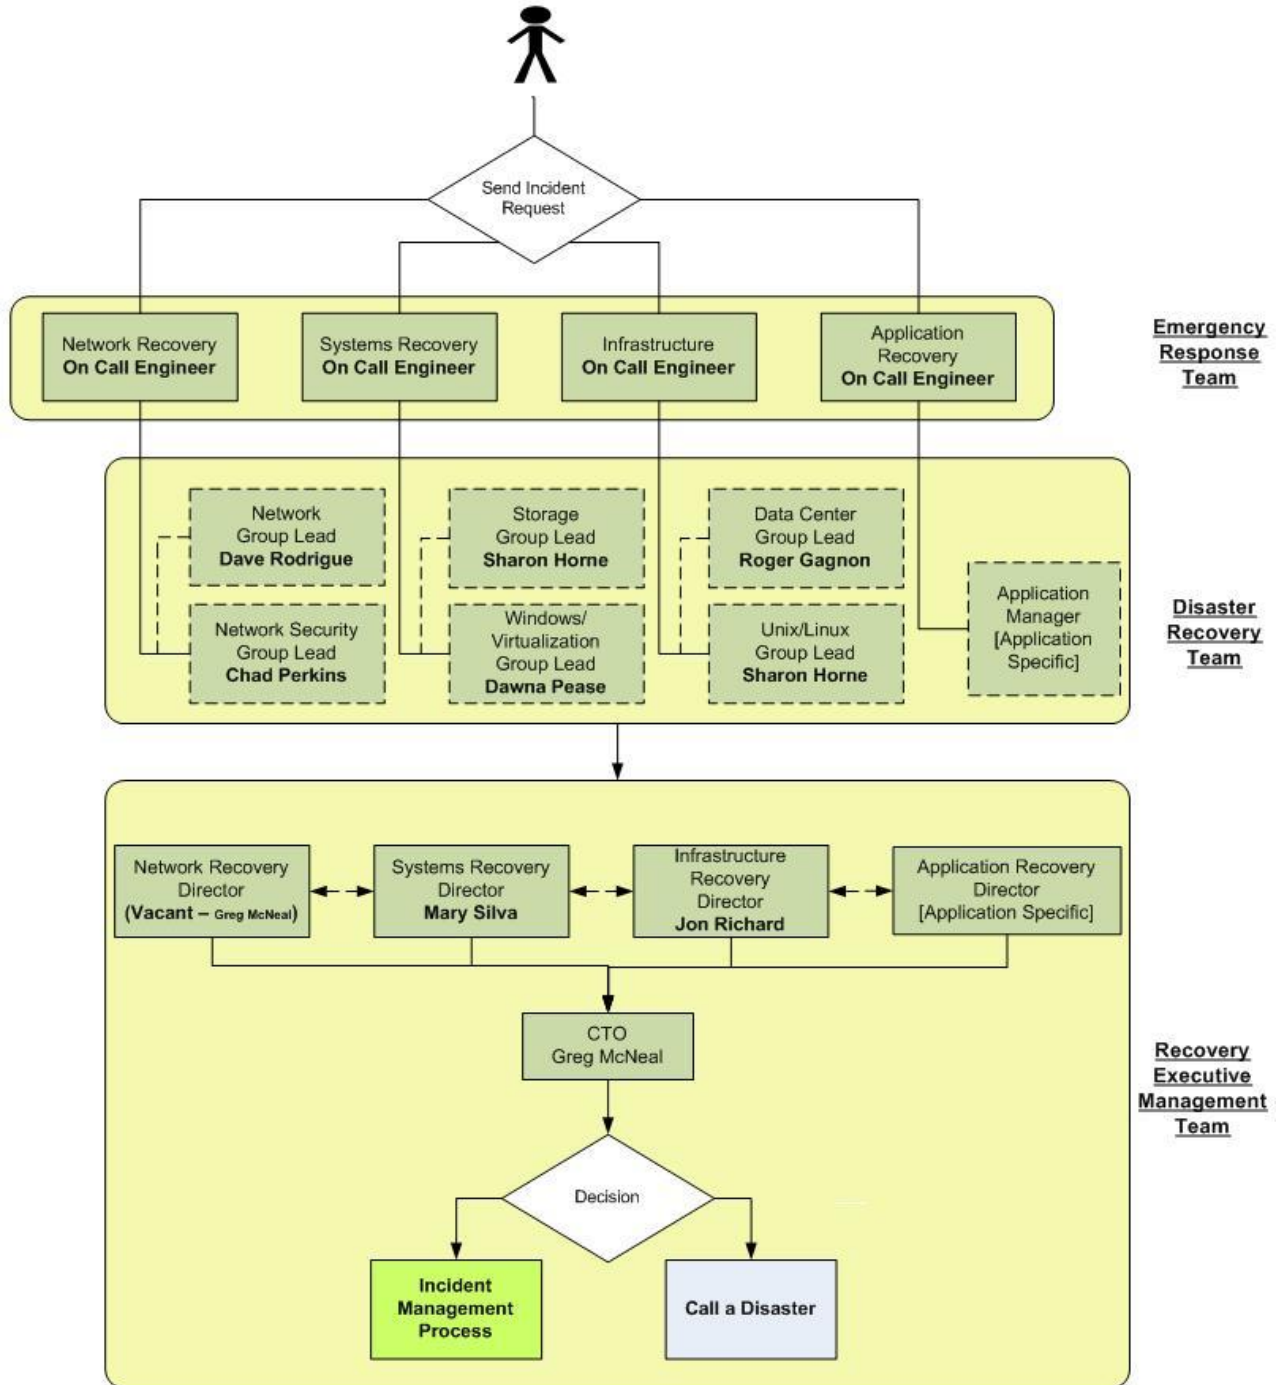 Send Incident
Request
Network Recovery
On Call Engineer
Systems Recovery
On Call Engineer
Infrastructure
On Call Engineer
Application
Recovery
On Call Engineer
Emergency
Response
Team
Network
Group Lead
Dave Rodrigue
Storage
Group Lead
Sharon Horne
Data Center
Group Lead
Roger Gagnon
Network Security
Group Lead
Chad Perkins
Windows/
Virtualization
Group Lead
Dawna Pease
Unix/Linux
Group Lead
Sharon Horne
Application
Manager
[Application
Specific]
Disaster
Recovery
Team
Network Recovery
Director
(Vacant – Greg McNeal)
Systems Recovery
Director
Mary Silva
Infrastructure
Recovery
Director
Jon Richard
Application Recovery
Director
[Application Specific]
CTO
Greg McNeal
Recovery
Executive
Management
Team
Decision
Incident
Management
Process
Call a Disaster